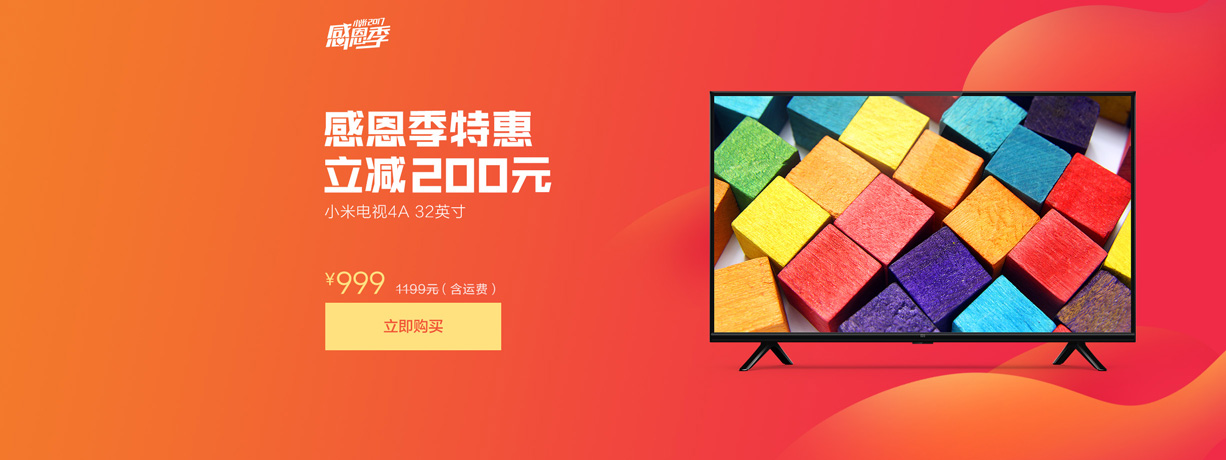 小米2017
感恩季
感恩季特惠
立减200元
小米电视4A 32英寸
¥999 1199元（含运费）
立即购买